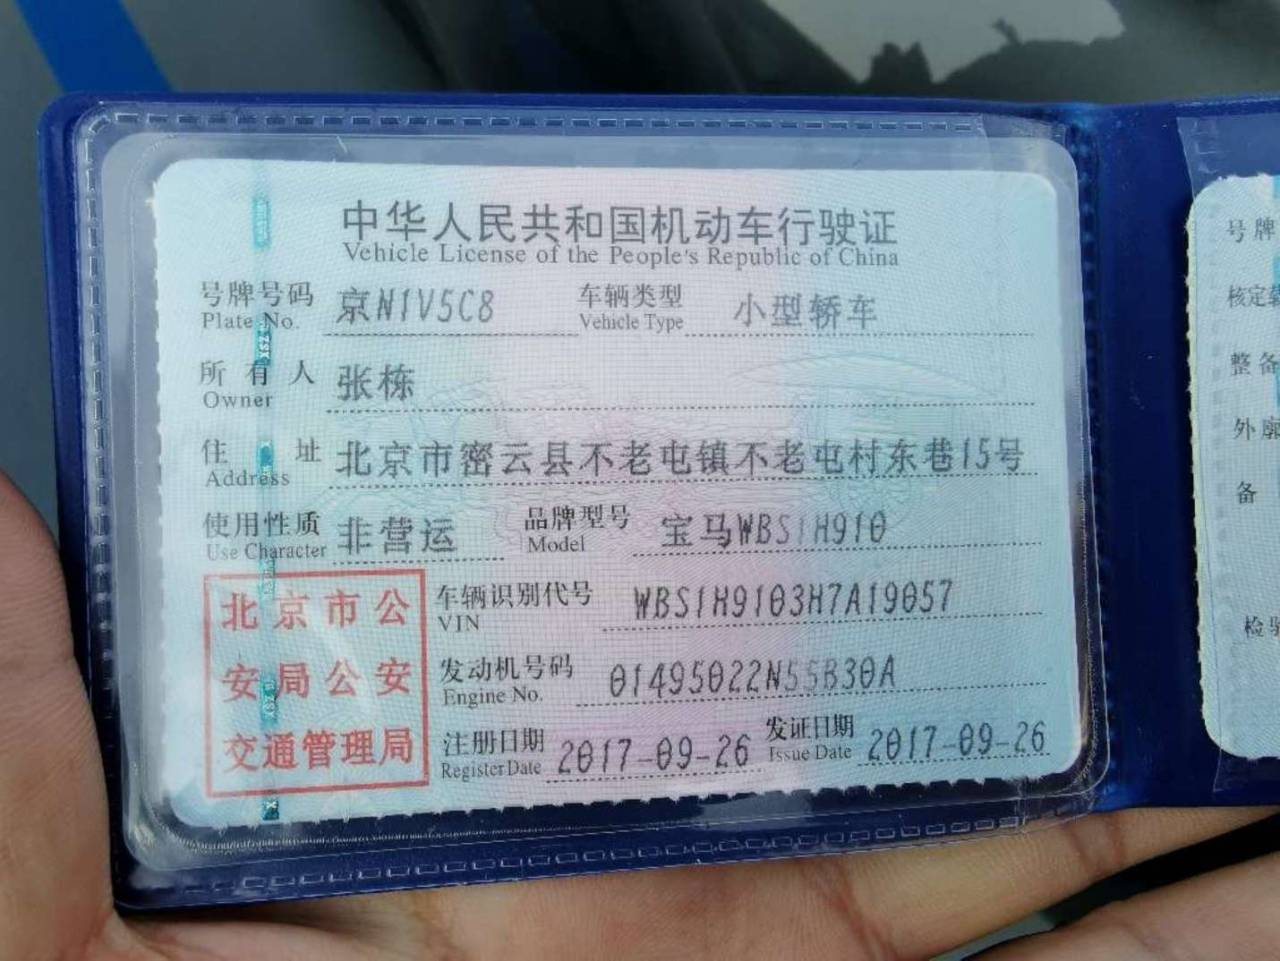 中华人民共和国机动车行驶证
Vehicle License of the People's Republic of China
号牌号码 京N1V5C8 车辆类型 小型轿车
Plate No. Vehicle Type
所有人 张栋
Owner
住址 北京市密云县不老屯镇不老屯村东巷15号
Address
使用性质 非营运 品牌型号 宝马WBS1H910
Use Character Model
北京市公
安局公安
交通管理局
车辆识别代号 WBS1H9103H7A19057
VIN
发动机号码 01495022N55B30A
Engine No.
注册日期 2017-09-26 发证日期 2017-09-26
Register Date Issue Date
号牌
核定载
整备
外廓
备
检验